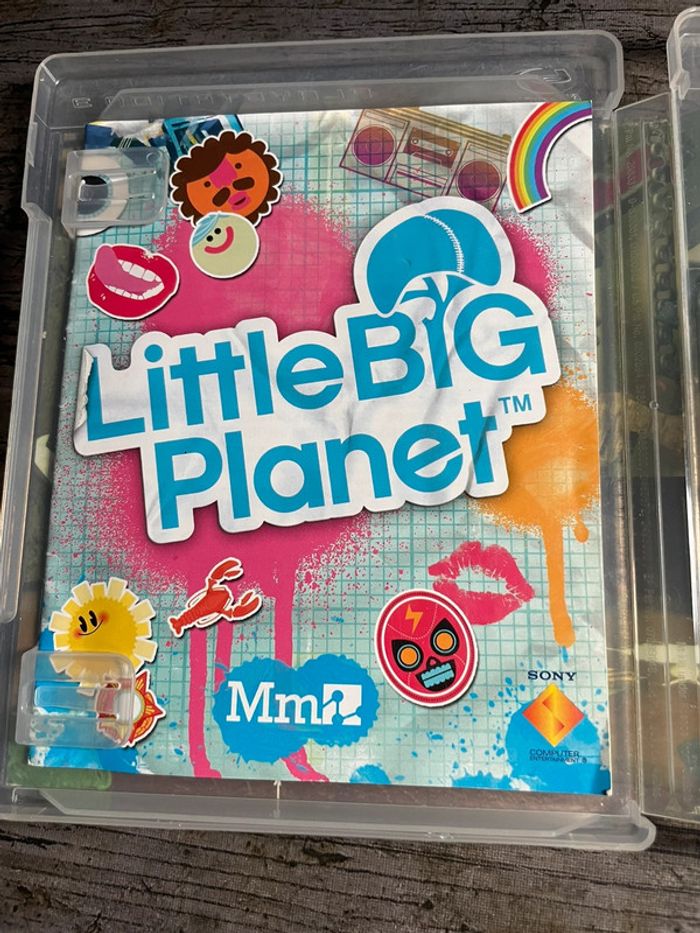 LittleBIG
Planet™
Mm
SONY
COMPUTER
ENTERTAINMENT®